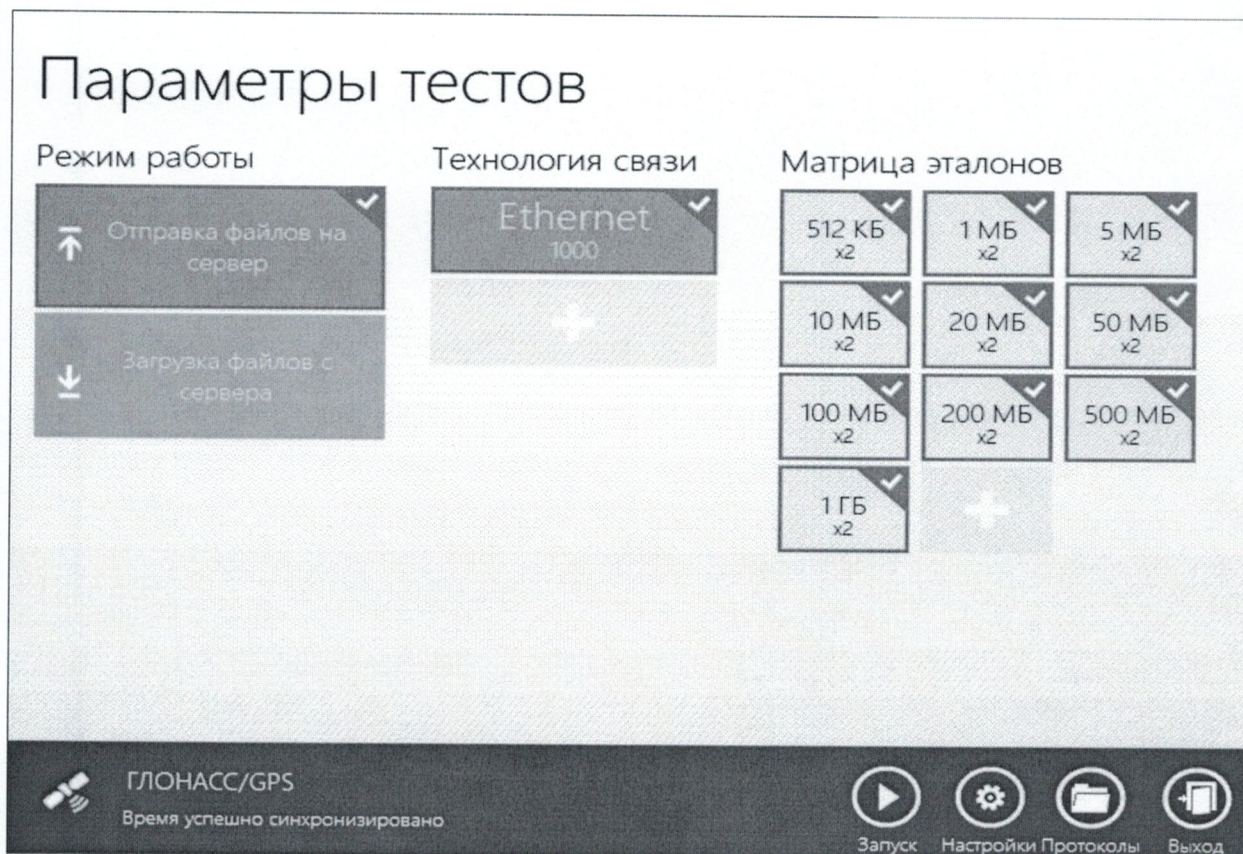 Параметры тестов
Режим работы
Отправка файлов на
сервер
Загрузка файлов с
сервера
Технология связи
Ethernet
1000
Матрица эталонов
512 КБ
x2
1 МБ
x2
5 МБ
x2
10 МБ
x2
20 МБ
x2
50 МБ
x2
100 МБ
x2
200 МБ
x2
500 МБ
x2
1 ГБ
x2
ГЛОНАСС/GPS
Время успешно синхронизировано
Запуск
Настройки
Протоколы
Выход